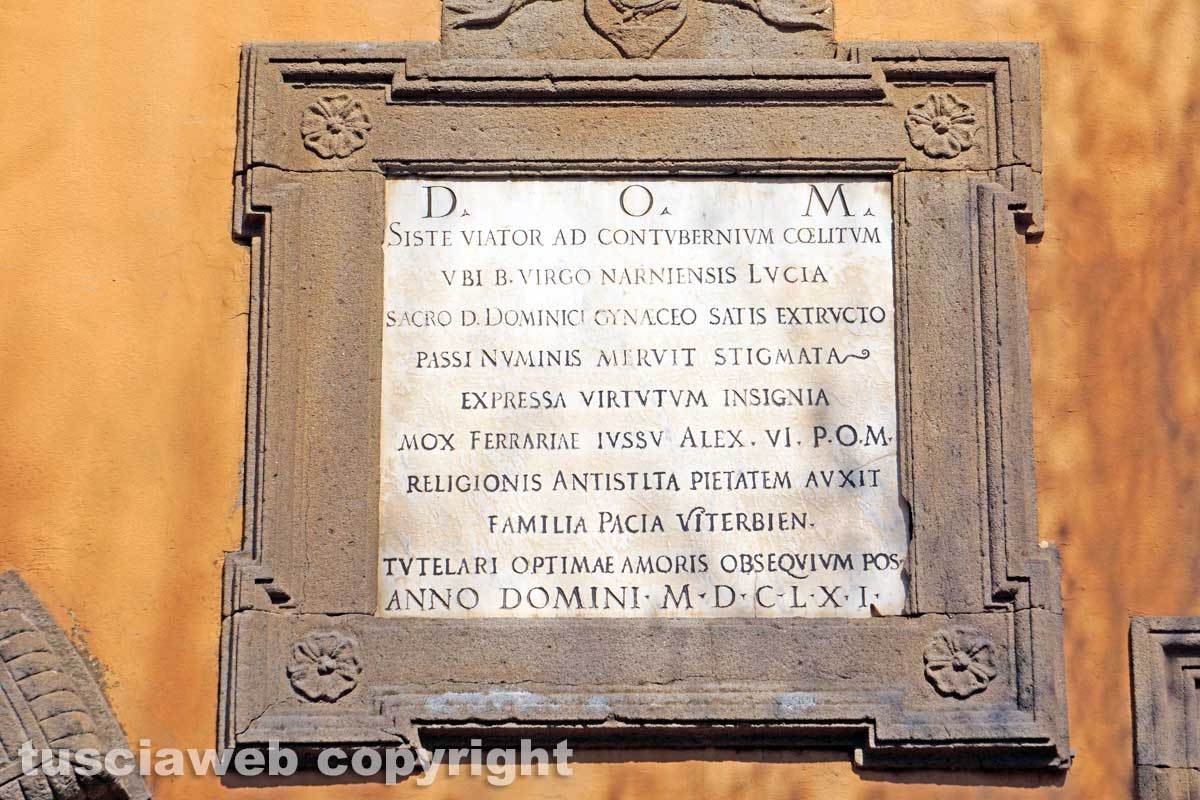 D. O. M.
SISTE VIATOR AD CONTVBERNIVM CŒLITVM
VBI B. VIRGO NARNIENSIS LVCIA
SACRO D. DOMINICI GYNÆCEO SATIS EXTRVCTO
PASSI NVMINIS MERVIT STIGMATA
EXPRESSA VIRTVTVM INSIGNIA
MOX FERRARIAE IVSSV ALEX. VI. P.O.M.
RELIGIONIS ANTISTITA PIETATEM AVXIT
FAMILIA PACIA VITERBIEN.
TVTELARI OPTIMAE AMORIS OBSEQVIVM POS.
ANNO DOMINI·M·D·C·L·X·I·
tusciaweb copyright